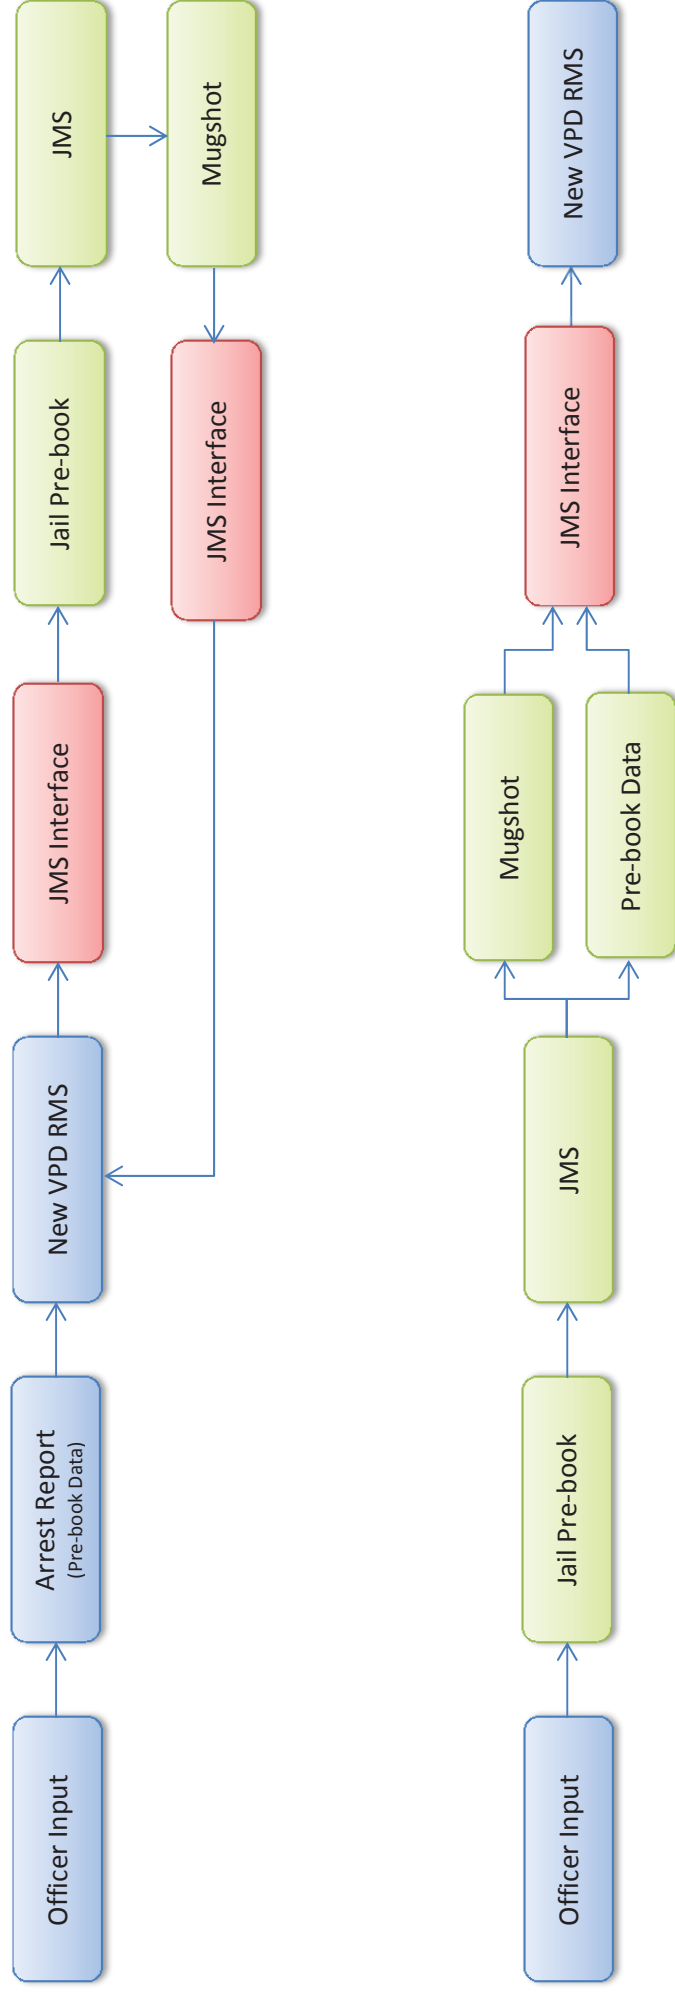 Officer Input
Arrest Report
(Pre-book Data)
New VPD RMS
JMS Interface
Jail Pre-book
JMS
Mugshot
JMS Interface
Officer Input
Jail Pre-book
JMS
Mugshot
Pre-book Data
JMS Interface
New VPD RMS